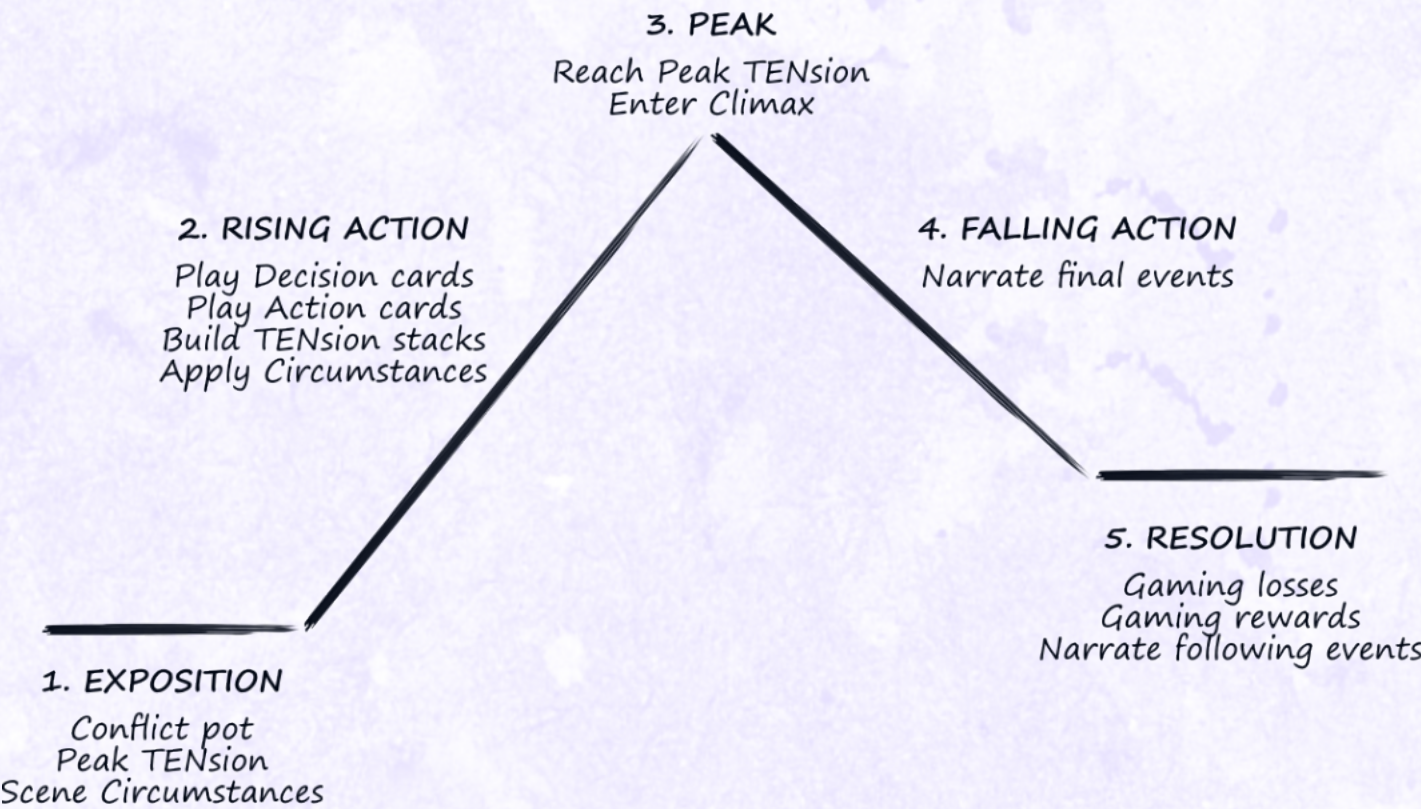 3. PEAK
Reach Peak TENsion
Enter Climax
2. RISING ACTION
Play Decision cards
Play Action cards
Build TENsion stacks
Apply Circumstances
4. FALLING ACTION
Narrate final events
5. RESOLUTION
Gaming losses
Gaming rewards
Narrate following events
1. EXPOSITION
Conflict pot
Peak TENsion
Scene Circumstances